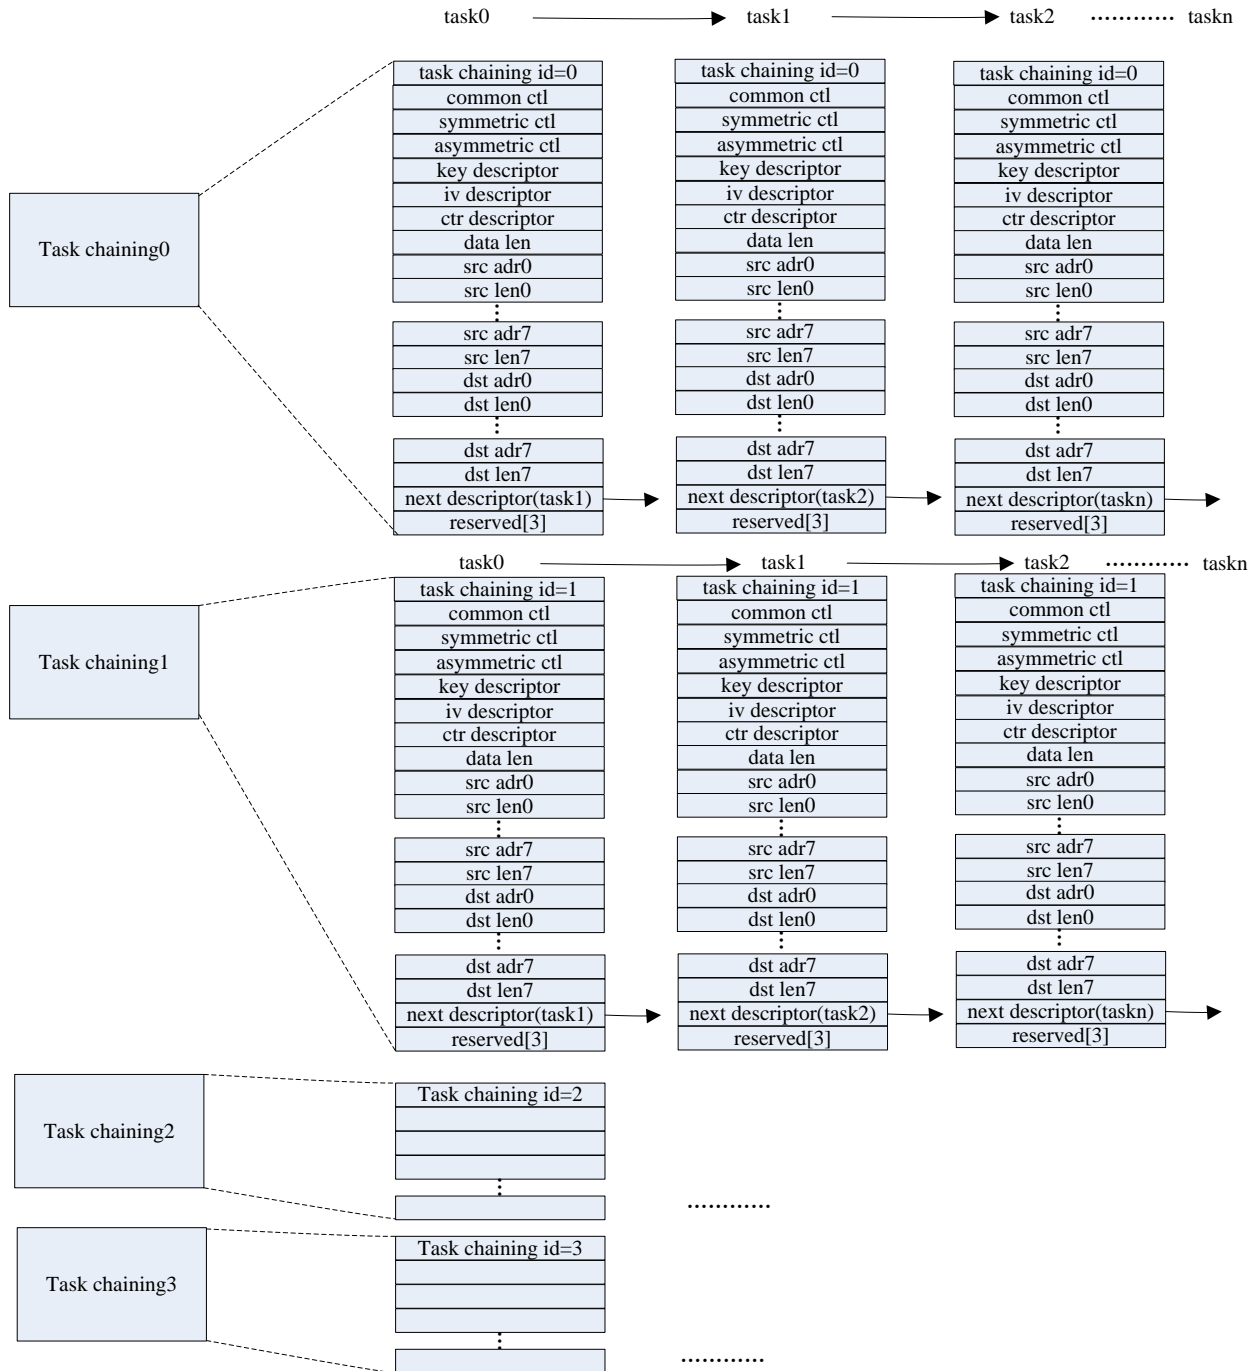 task0 task1 task2 ………… taskn
Task chaining0
task chaining id=0
common ctl
symmetric ctl
asymmetric ctl
key descriptor
iv descriptor
ctr descriptor
data len
src adr0
src len0
src adr7
src len7
dst adr0
dst len0
dst adr7
dst len7
next descriptor(task1)
reserved[3]
task chaining id=0
common ctl
symmetric ctl
asymmetric ctl
key descriptor
iv descriptor
ctr descriptor
data len
src adr0
src len0
src adr7
src len7
dst adr0
dst len0
dst adr7
dst len7
next descriptor(task2)
reserved[3]
task chaining id=0
common ctl
symmetric ctl
asymmetric ctl
key descriptor
iv descriptor
ctr descriptor
data len
src adr0
src len0
src adr7
src len7
dst adr0
dst len0
dst adr7
dst len7
next descriptor(taskn)
reserved[3]
task0 task1 task2 ………… taskn
Task chaining1
task chaining id=1
common ctl
symmetric ctl
asymmetric ctl
key descriptor
iv descriptor
ctr descriptor
data len
src adr0
src len0
src adr7
src len7
dst adr0
dst len0
dst adr7
dst len7
next descriptor(task1)
reserved[3]
task chaining id=1
common ctl
symmetric ctl
asymmetric ctl
key descriptor
iv descriptor
ctr descriptor
data len
src adr0
src len0
src adr7
src len7
dst adr0
dst len0
dst adr7
dst len7
next descriptor(task2)
reserved[3]
task chaining id=1
common ctl
symmetric ctl
asymmetric ctl
key descriptor
iv descriptor
ctr descriptor
data len
src adr0
src len0
src adr7
src len7
dst adr0
dst len0
dst adr7
dst len7
next descriptor(taskn)
reserved[3]
Task chaining2
Task chaining id=2
…………
Task chaining3
Task chaining id=3
…………